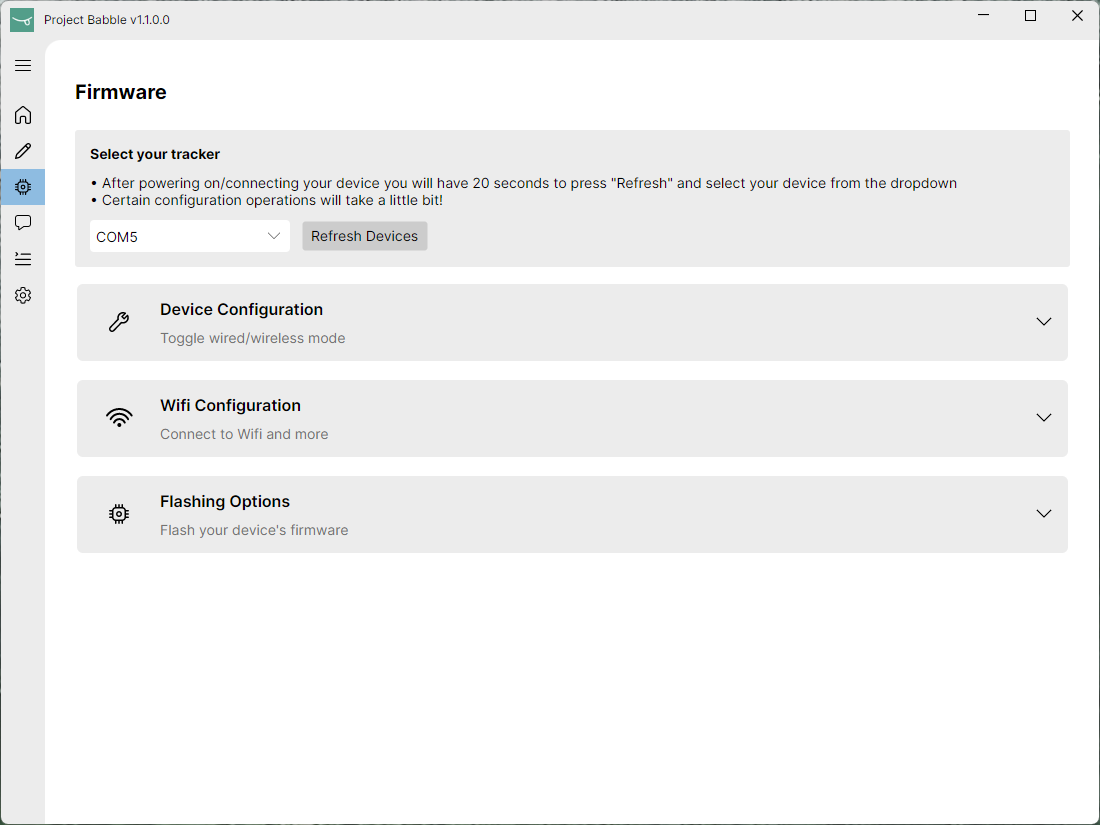 Project Babble v1.1.0.0
Firmware
Select your tracker
• After powering on/connecting your device you will have 20 seconds to press "Refresh" and select your device from the dropdown
• Certain configuration operations will take a little bit!
COM5
Refresh Devices
Device Configuration
Toggle wired/wireless mode
Wifi Configuration
Connect to Wifi and more
Flashing Options
Flash your device's firmware